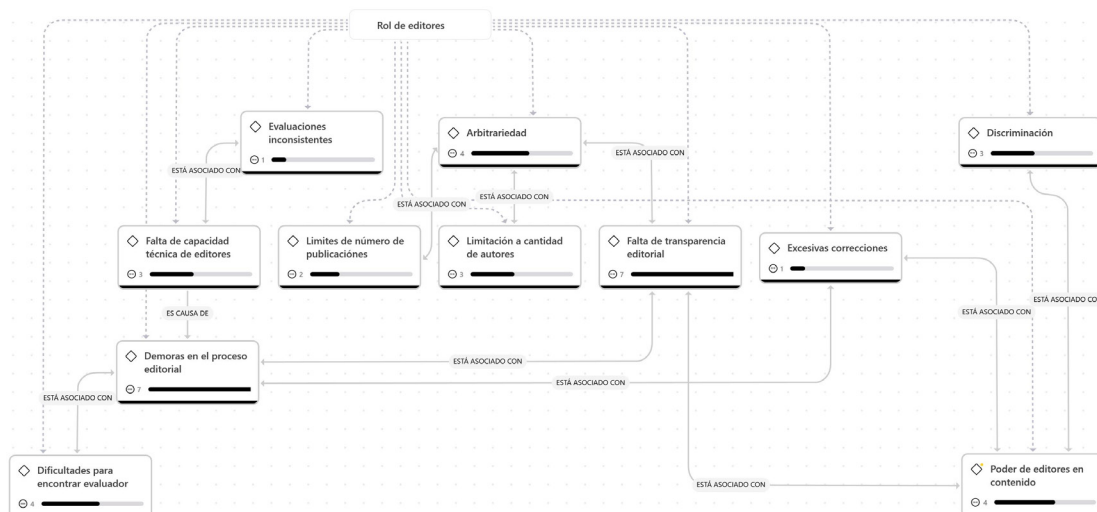 Rol de editores
Evaluaciones
inconsistentes
1
Arbitrariedad
4
Discriminación
3
ESTÁ ASOCIADO CON
ESTÁ ASOCIADO CON
ESTÁ ASOCIADO CON
ESTÁ ASOCIADO CON
Falta de capacidad
técnica de editores
3
Limites de número de
publicaciónes
2
Limitación a cantidad
de autores
3
Falta de transparencia
editorial
7
Excesivas correcciones
1
ES CAUSA DE
ESTÁ ASOCIADO CON
ESTÁ ASOCIADO CO
Demoras en el proceso
editorial
7
ESTÁ ASOCIADO CON
ESTÁ ASOCIADO CON
ESTÁ ASOCIADO CON
Dificultades para
encontrar evaluador
4
ESTÁ ASOCIADO CON
Poder de editores en
contenido
4